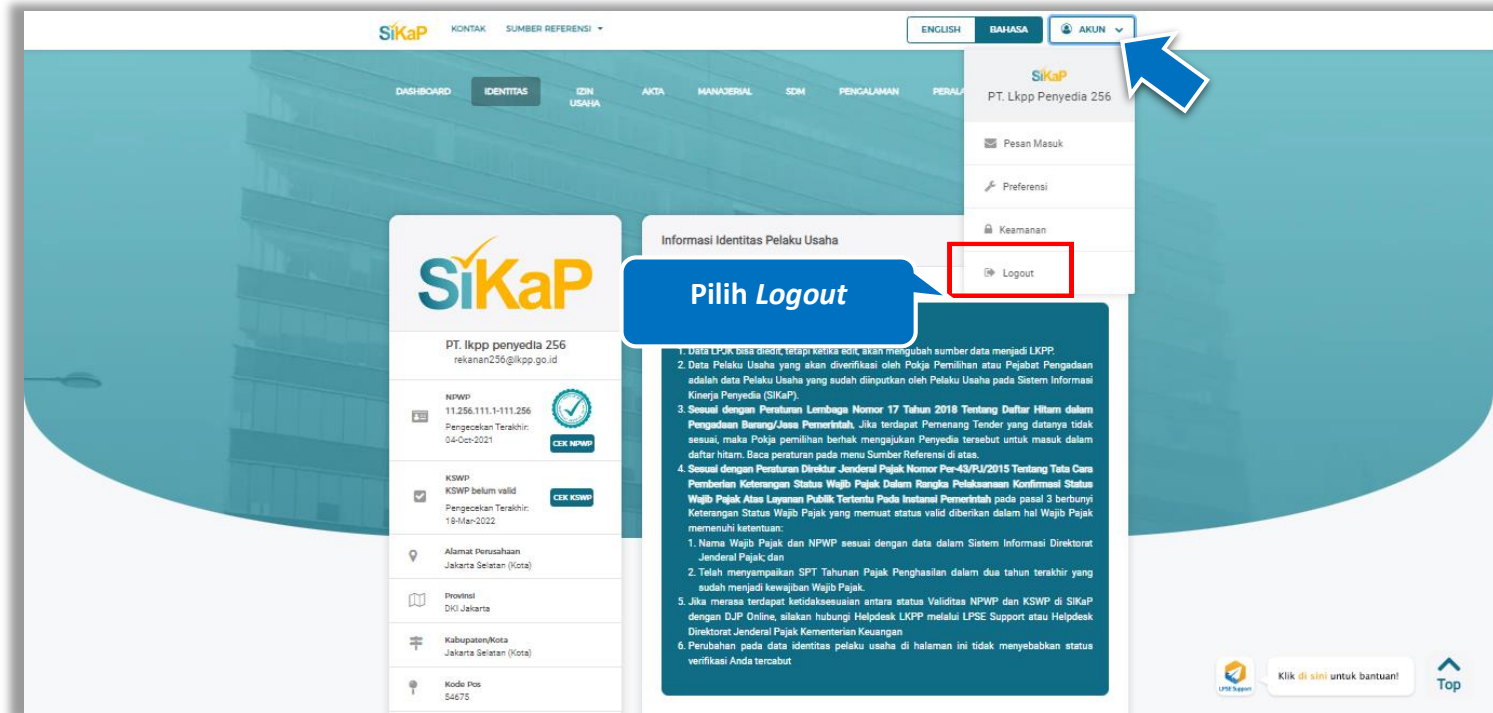 SiKaP KONTAK SUMBER REFERENSI ENGLISH BAHASA AKUN
DASHBOARD IDENTITAS IZIN USAHA AKTA MANAJERIAL SDM PENGALAMAN
SiKaP
PT. Lkpp Penyedia 256
Pesan Masuk
Preferensi
Keamanan
Logout
Pilih Logout
SiKaP
PT. lkpp penyedia 256
rekanan256@lkpp.go.id
NPWP
11.256.111.1-111.256
Pengecekan Terakhir:
04-Oct-2021
CEK NPWP
KSWP
KSWP belum valid
Pengecekan Terakhir:
18-Mar-2022
CEK KSWP
Alamat Perusahaan
Jakarta Selatan (Kota)
Provinsi
DKI Jakarta
Kabupaten/Kota
Jakarta Selatan (Kota)
Kode Pos
54675
Informasi Identitas Pelaku Usaha
1. Data LPJK bisa diedit, tetapi ketika edit, akan mengubah sumber data menjadi LKPP.
2. Data Pelaku Usaha yang akan diverifikasi oleh Pokja Pemilihan atau Pejabat Pengadaan
adalah data Pelaku Usaha yang sudah diinputkan oleh Pelaku Usaha pada Sistem Informasi
Kinerja Penyedia (SIKaP).
3. Sesuai dengan Peraturan Lembaga Nomor 17 Tahun 2018 Tentang Daftar Hitam dalam
Pengadaan Barang/Jasa Pemerintah, Jika terdapat Pemenang Tender yang datanya tidak
sesuai, maka Pokja pemilihan berhak mengajukan Penyedia tersebut untuk masuk dalam
daftar hitam. Baca peraturan pada menu Sumber Referensi di atas.
4. Sesuai dengan Peraturan Direktur Jenderal Pajak Nomor Per-43/PJ/2015 Tentang Tata Cara
Pemberian Keterangan Status Wajib Pajak Dalam Rangka Pelaksanaan Konfirmasi Status
Wajib Pajak Atas Layanan Publik Tertentu Pada Instansi Pemerintah pada pasal 3 berbunyi
Keterangan Status Wajib Pajak yang memuat status valid diberikan dalam hal Wajib Pajak
memenuhi ketentuan:
1. Nama Wajib Pajak dan NPWP sesuai dengan data dalam Sistem Informasi Direktorat
Jenderal Pajak; dan
2. Telah menyampaikan SPT Tahunan Pajak Penghasilan dalam dua tahun terakhir yang
sudah menjadi kewajiban Wajib Pajak.
5. Jika merasa terdapat ketidaksesuaian antara status Validitas NPWP dan KSWP di SIKaP
dengan DJP Online, silakan hubungi Helpdesk LKPP melalui LPSE Support atau Helpdesk
Direktorat Jenderal Pajak Kementerian Keuangan
6. Perubahan pada data identitas pelaku usaha di halaman ini tidak menyebabkan status
verifikasi Anda tercabut
LPSE Support
Klik di sini untuk bantuan!
Top